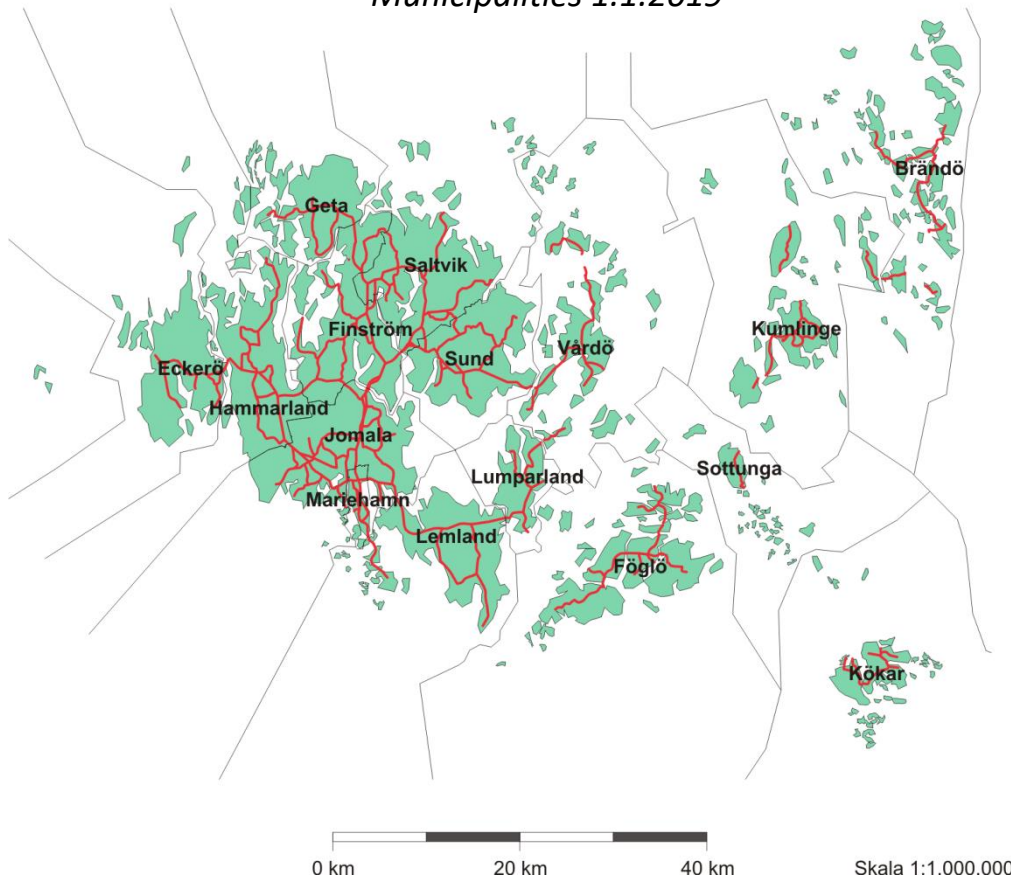 Municipalities 1.1.2015
Brändö
Geta
Saltvik
Finström
Kumlinge
Vårdö
Sund
Eckerö
Hammarland
Jomala
Sottunga
Lumparland
Mariehamn
Lemland
Föglö
Kökar
0 km 20 km 40 km Skala 1:1.000.000